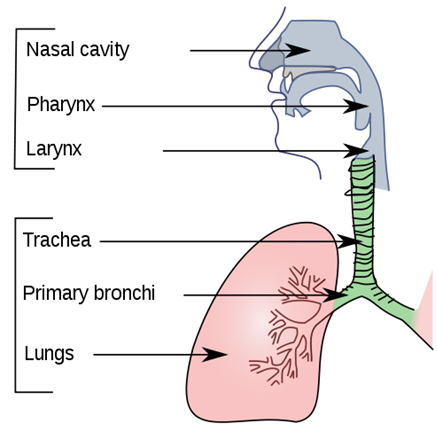 Nasal cavity
Pharynx
Larynx
Trachea
Primary bronchi
Lungs